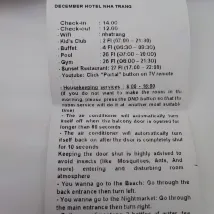 DECEMBER HOTEL NHA TRANG
Check-in : 14.00
Check-out : 12.00
Wifi : nhatrang
Kid's Club : 2 Fl (07:00 - 21:30)
- Buffet : 4 Fl (06:30 - 09:30)
- Pool : 26 Fl (07:00 - 20:00)
- Gym : 26 Fl (06:00 - 21:30)
- Sunset Restaurant: 27 Fl (17:00 - 22:00)
Youtube: Click "Portal" button on TV remote
- Housekeeping services : 8.00 - 16.00
(If you do not want to make the room in the morning, please press the DND button so that the room service will do it at another most suitable time)
- The air conditioner will automatically turn
itself off when the balcony door is opened for
longer than 90 seconds
- The air conditioner will automatically turn
itself back on after the door is completely shut
for 10 seconds
Keeping the door shut is highly advised to
avoid insects (like Mosquitoes, Ants, And
more) entering and disturbing room
atmosphere
- You wanna go to the Beach: Go through the
back entrance then turn left.
- You wanna go to the Nightmarket: Go through
the main entrance then turn right.